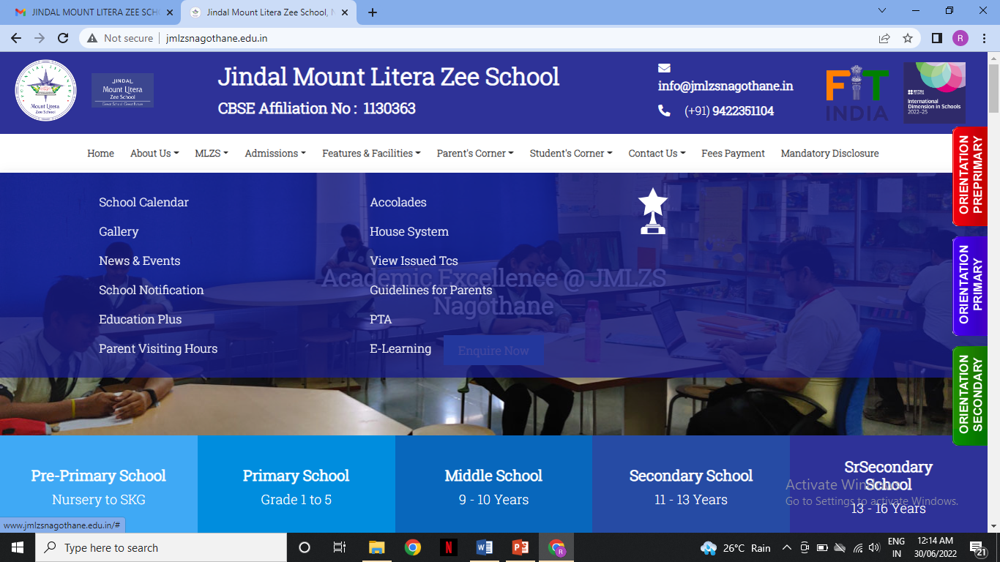 JINDAL MOUNT LITERA ZEE SCH
Jindal Mount Litera Zee School, N
Not secure
jmlzsnagothane.edu.in
R
JINDAL
Mount Litera
Zee School
Great School. Great Future
Mount Litera
Zee School
Jindal Mount Litera Zee School
CBSE Affiliation No : 1130363
info@jmlzsnagothane.in
(+91) 9422351104
FIT
INDIA
BRITISH
COUNCIL
International
Dimension in Schools
2022-25
Home
About Us
MLZS
Admissions
Features & Facilities
Parent's Corner
Student's Corner
Contact Us
Fees Payment
Mandatory Disclosure
ORIENTATION
PREPRIMARY
ORIENTATION
PRIMARY
ORIENTATION
SECONDARY
School Calendar
Gallery
News & Events
School Notification
Education Plus
Parent Visiting Hours
Accolades
House System
View Issued Tcs
Guidelines for Parents
PTA
E-Learning
Academic Excellence @ JMLZS
Nagothane
Enquire Now
Pre-Primary School
Nursery to SKG
Primary School
Grade 1 to 5
Middle School
9 - 10 Years
Secondary School
11 - 13 Years
SrSecondary
School
13 - 16 Years
Activate Windows
Go to Settings to activate Windows.
www.jmlzsnagothane.edu.in/#
Type here to search
N
W
P
R
26°C Rain
ENG
IN
12:14 AM
30/06/2022
21